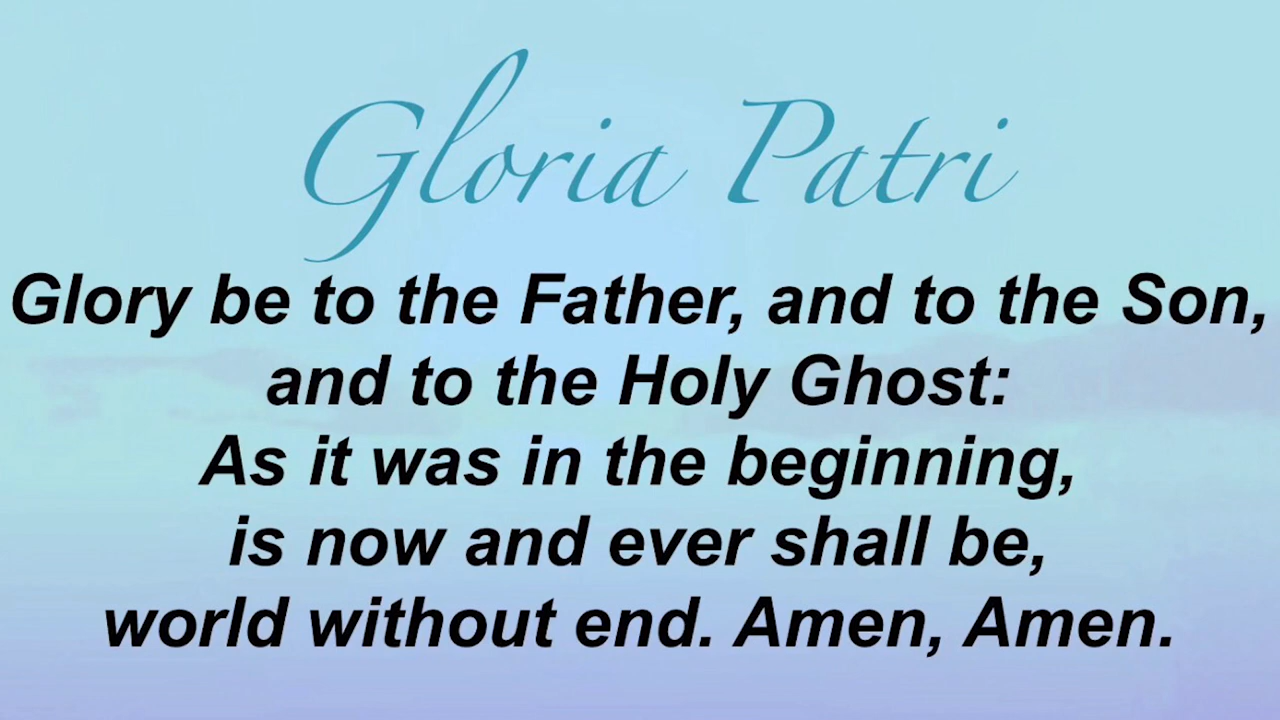 Gloria Patri
Glory be to the Father, and to the Son,
and to the Holy Ghost:
As it was in the beginning,
is now and ever shall be,
world without end. Amen, Amen.